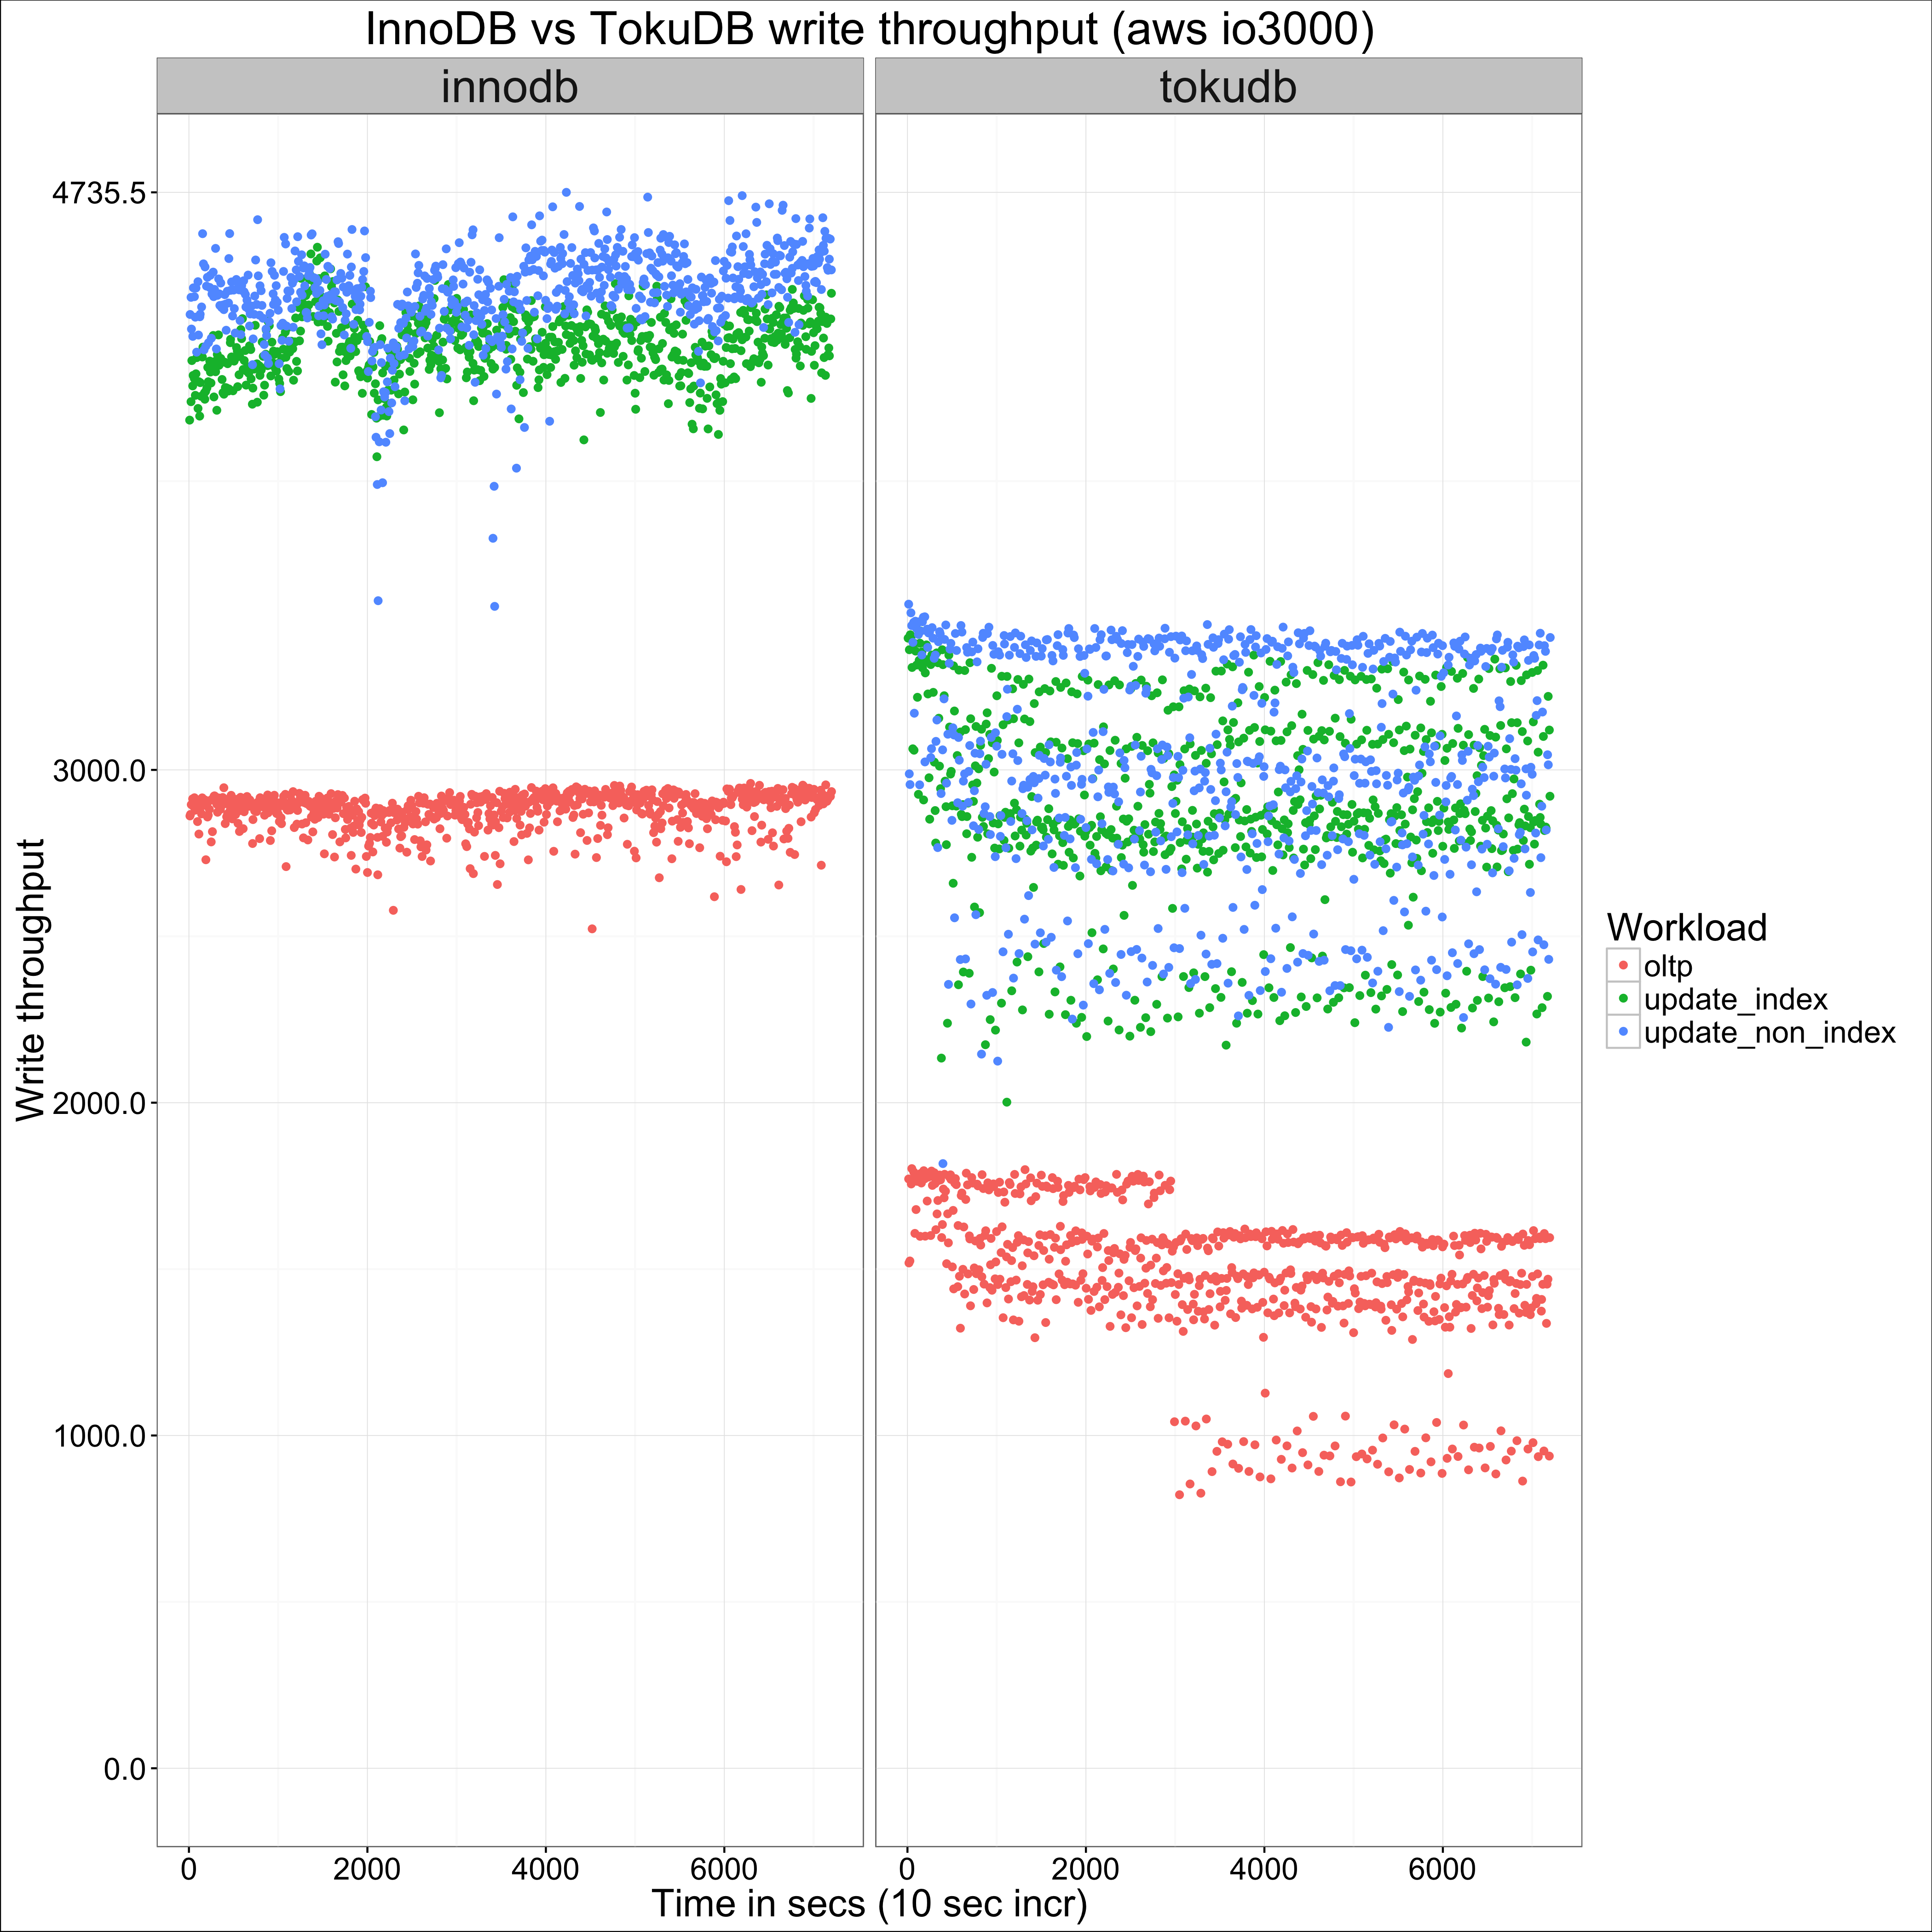 InnoDB vs TokuDB write throughput (aws io3000)
innodb
tokudb
4735.5
3000.0
2000.0
1000.0
0.0
Write throughput
0 2000 4000 6000
0 2000 4000 6000
Time in secs (10 sec incr)
Workload
oltp
update_index
update_non_index